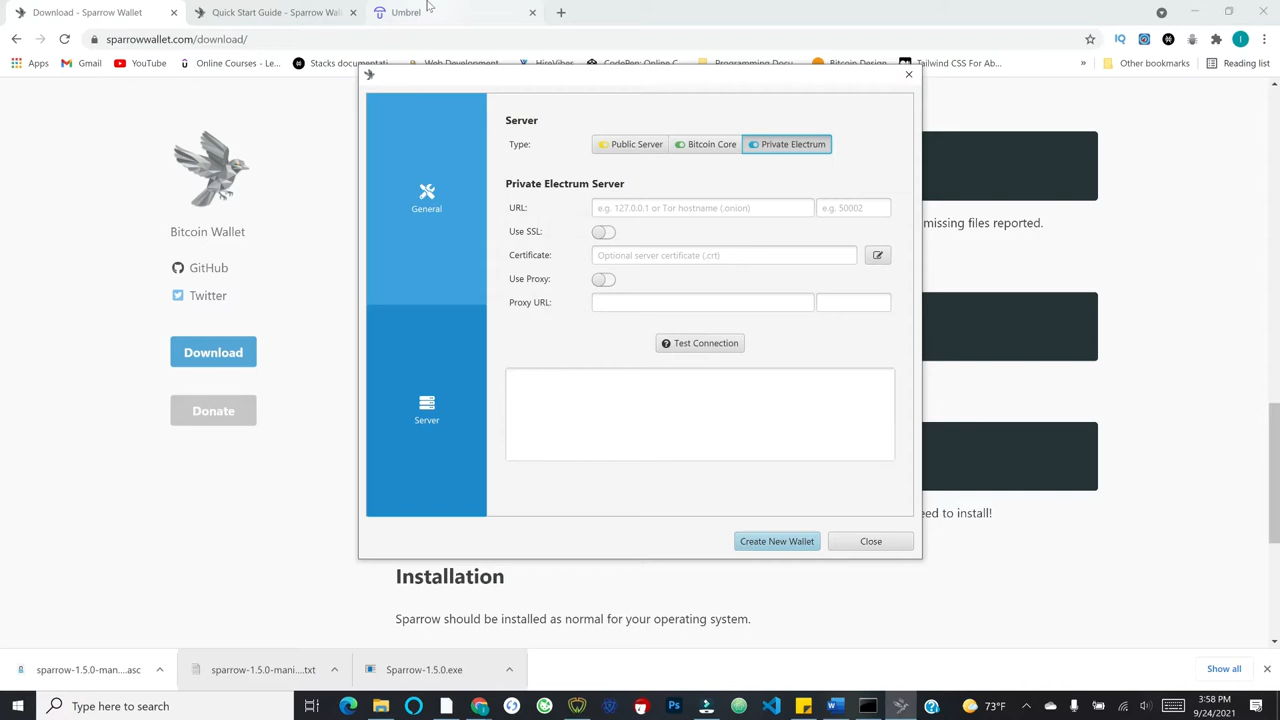 Download - Sparrow Wallet
Quick Start Guide - Sparrow Wall
Umbrel
sparrowwallet.com/download/
Apps
Gmail
YouTube
Online Courses - Le...
Stacks documentati...
Web Development
HireVibes
CodePen: Online C...
Programming Docu...
Bitcoin Design
Tailwind CSS For Ab...
»
Other bookmarks
Reading list
Server
Type:
Public Server
Bitcoin Core
Private Electrum
Private Electrum Server
URL:
e.g. 127.0.0.1 or Tor hostname (.onion)
e.g. 50002
Use SSL:
Certificate:
Optional server certificate (.crt)
Use Proxy:
Proxy URL:
Test Connection
General
Server
Create New Wallet
Close
Bitcoin Wallet
GitHub
Twitter
Download
Donate
missing files reported.
eed to install!
Installation
Sparrow should be installed as normal for your operating system.
sparrow-1.5.0-man....asc
sparrow-1.5.0-mani....txt
Sparrow-1.5.0.exe
Show all
Type here to search
73°F
3:58 PM
9/24/2021